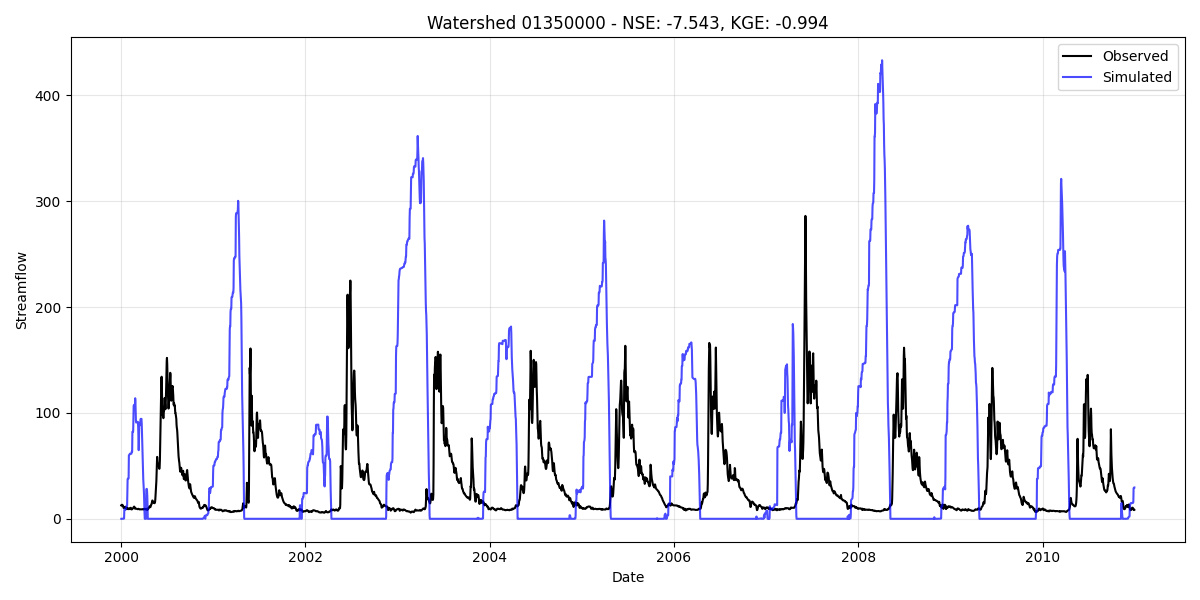 Watershed 01350000 - NSE: -7.543, KGE: -0.994
Observed
Simulated
Streamflow
400
300
200
100
0
2000 2002 2004 2006 2008 2010
Date